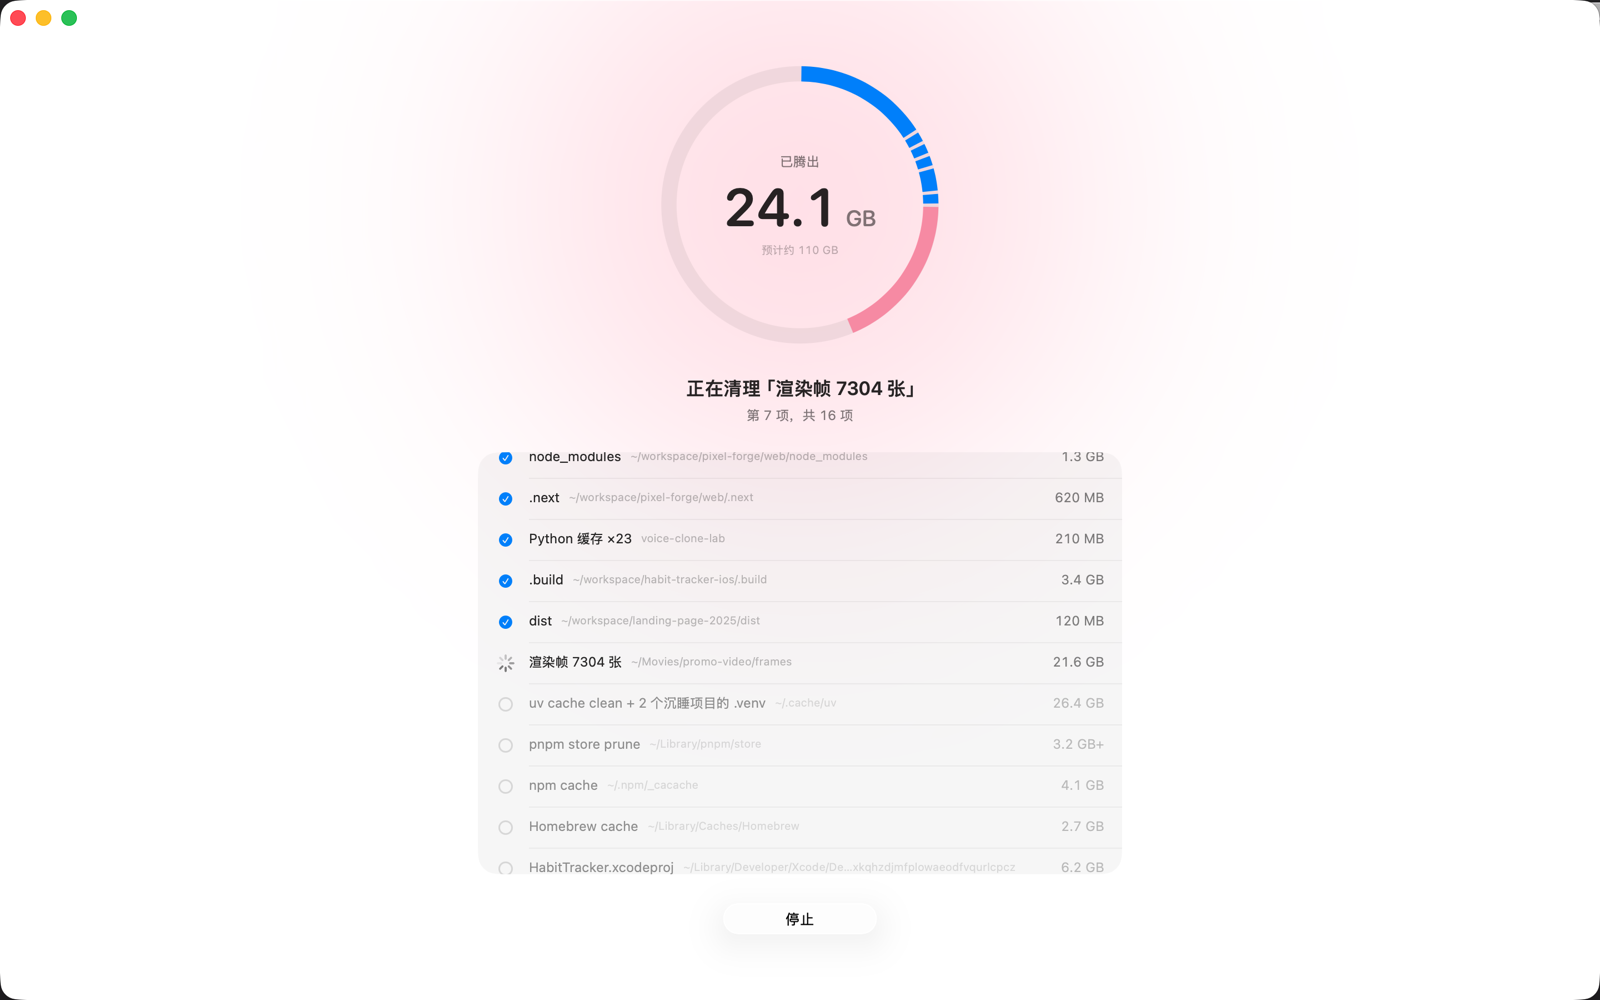 已腾出
24.1 GB
预计约 110 GB
正在清理「渲染帧 7304 张」
第 7 项，共 16 项
node_modules ~/workspace/pixel-forge/web/node_modules 1.3 GB
.next ~/workspace/pixel-forge/web/.next 620 MB
Python 缓存 ×23 voice-clone-lab 210 MB
.build ~/workspace/habit-tracker-ios/.build 3.4 GB
dist ~/workspace/landing-page-2025/dist 120 MB
渲染帧 7304 张 ~/Movies/promo-video/frames 21.6 GB
uv cache clean + 2 个沉睡项目的 .venv ~/.cache/uv 26.4 GB
pnpm store prune ~/Library/pnpm/store 3.2 GB+
npm cache ~/.npm/_cacache 4.1 GB
Homebrew cache ~/Library/Caches/Homebrew 2.7 GB
HabitTracker.xcodeproj ~/Library/Developer/Xcode/De…xkqhzdjmfplowaeodfvquricpcz 6.2 GB
停止